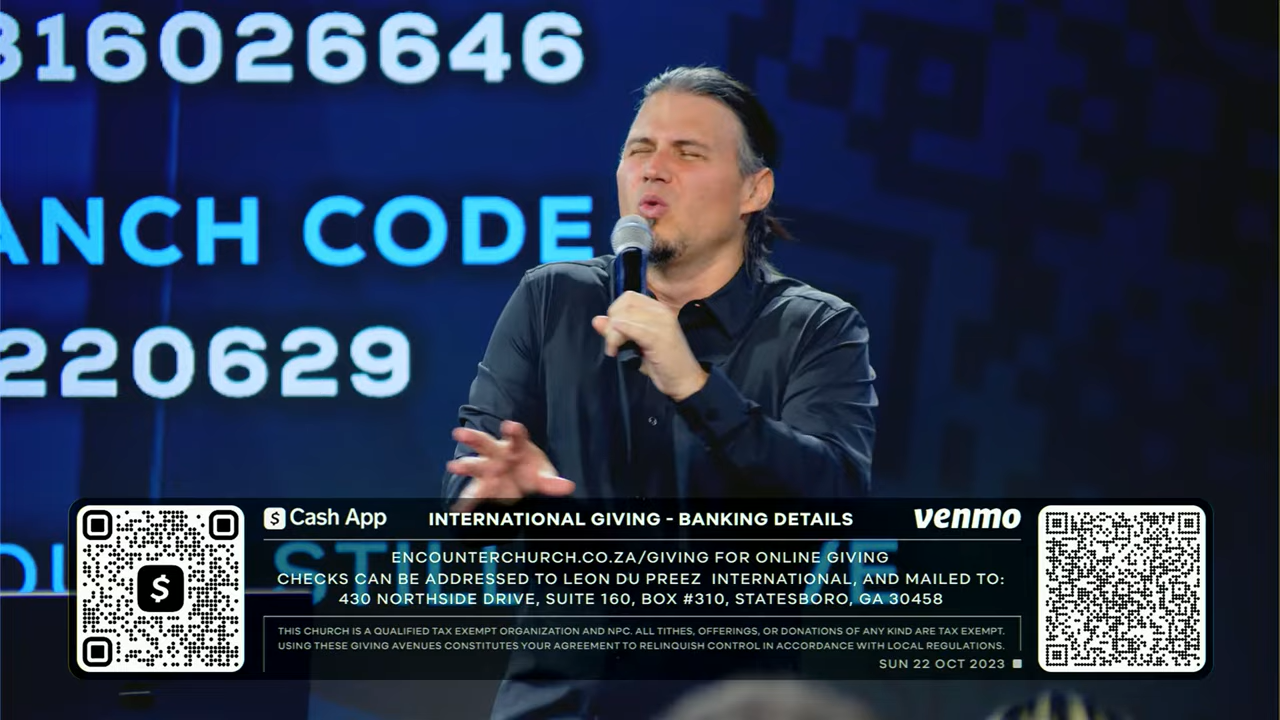 316026646
ANCH CODE
220629
Cash App
INTERNATIONAL GIVING - BANKING DETAILS
venmo
ENCOUNTERCHURCH.CO.ZA/GIVING FOR ONLINE GIVING
CHECKS CAN BE ADDRESSED TO LEON DU PREEZ INTERNATIONAL, AND MAILED TO:
430 NORTHSIDE DRIVE, SUITE 160, BOX #310, STATESBORO, GA 30458
THIS CHURCH IS A QUALIFIED TAX EXEMPT ORGANIZATION AND NPC. ALL TITHES, OFFERINGS, OR DONATIONS OF ANY KIND ARE TAX EXEMPT.
USING THESE GIVING AVENUES CONSTITUTES YOUR AGREEMENT TO RELINQUISH CONTROL IN ACCORDANCE WITH LOCAL REGULATIONS.
SUN 22 OCT 2023